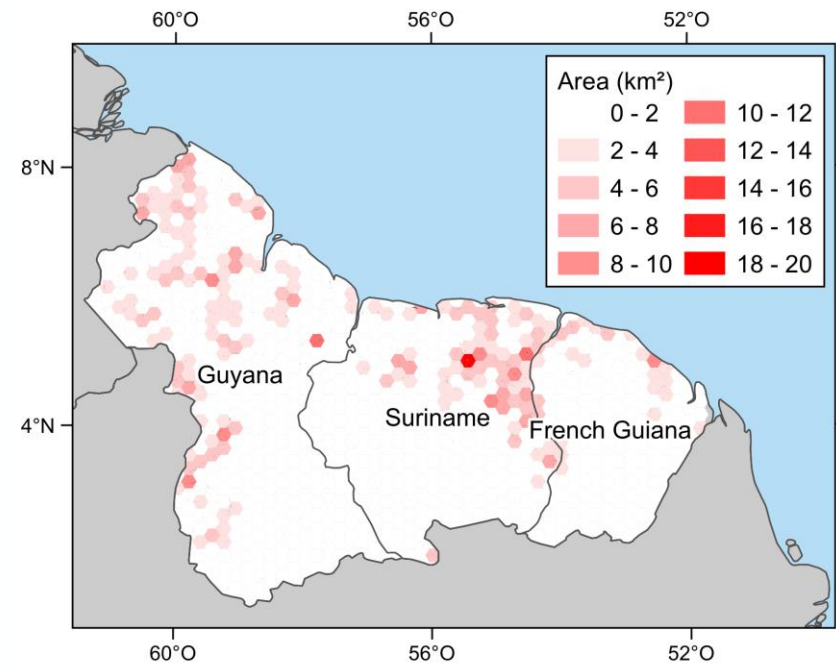 60°O 56°O 52°O
Area (km²)
0 - 2 10 - 12
2 - 4 12 - 14
4 - 6 14 - 16
6 - 8 16 - 18
8 - 10 18 - 20
8°N
Guyana
Suriname
French Guiana
4°N
60°O 56°O 52°O